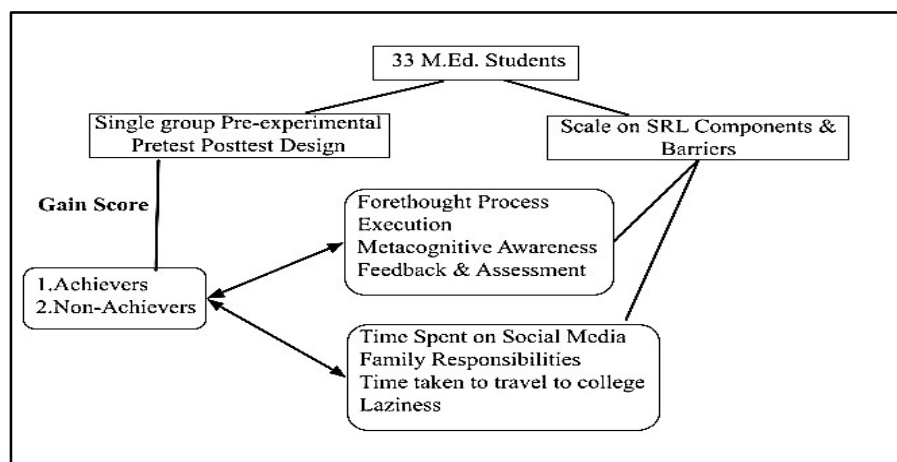 33 M.Ed. Students
Single group Pre-experimental
Pretest Posttest Design
Scale on SRL Components &
Barriers
Gain Score
Forethought Process
Execution
Metacognitive Awareness
Feedback & Assessment
1.Achievers
2.Non-Achievers
Time Spent on Social Media
Family Responsibilities
Time taken to travel to college
Laziness